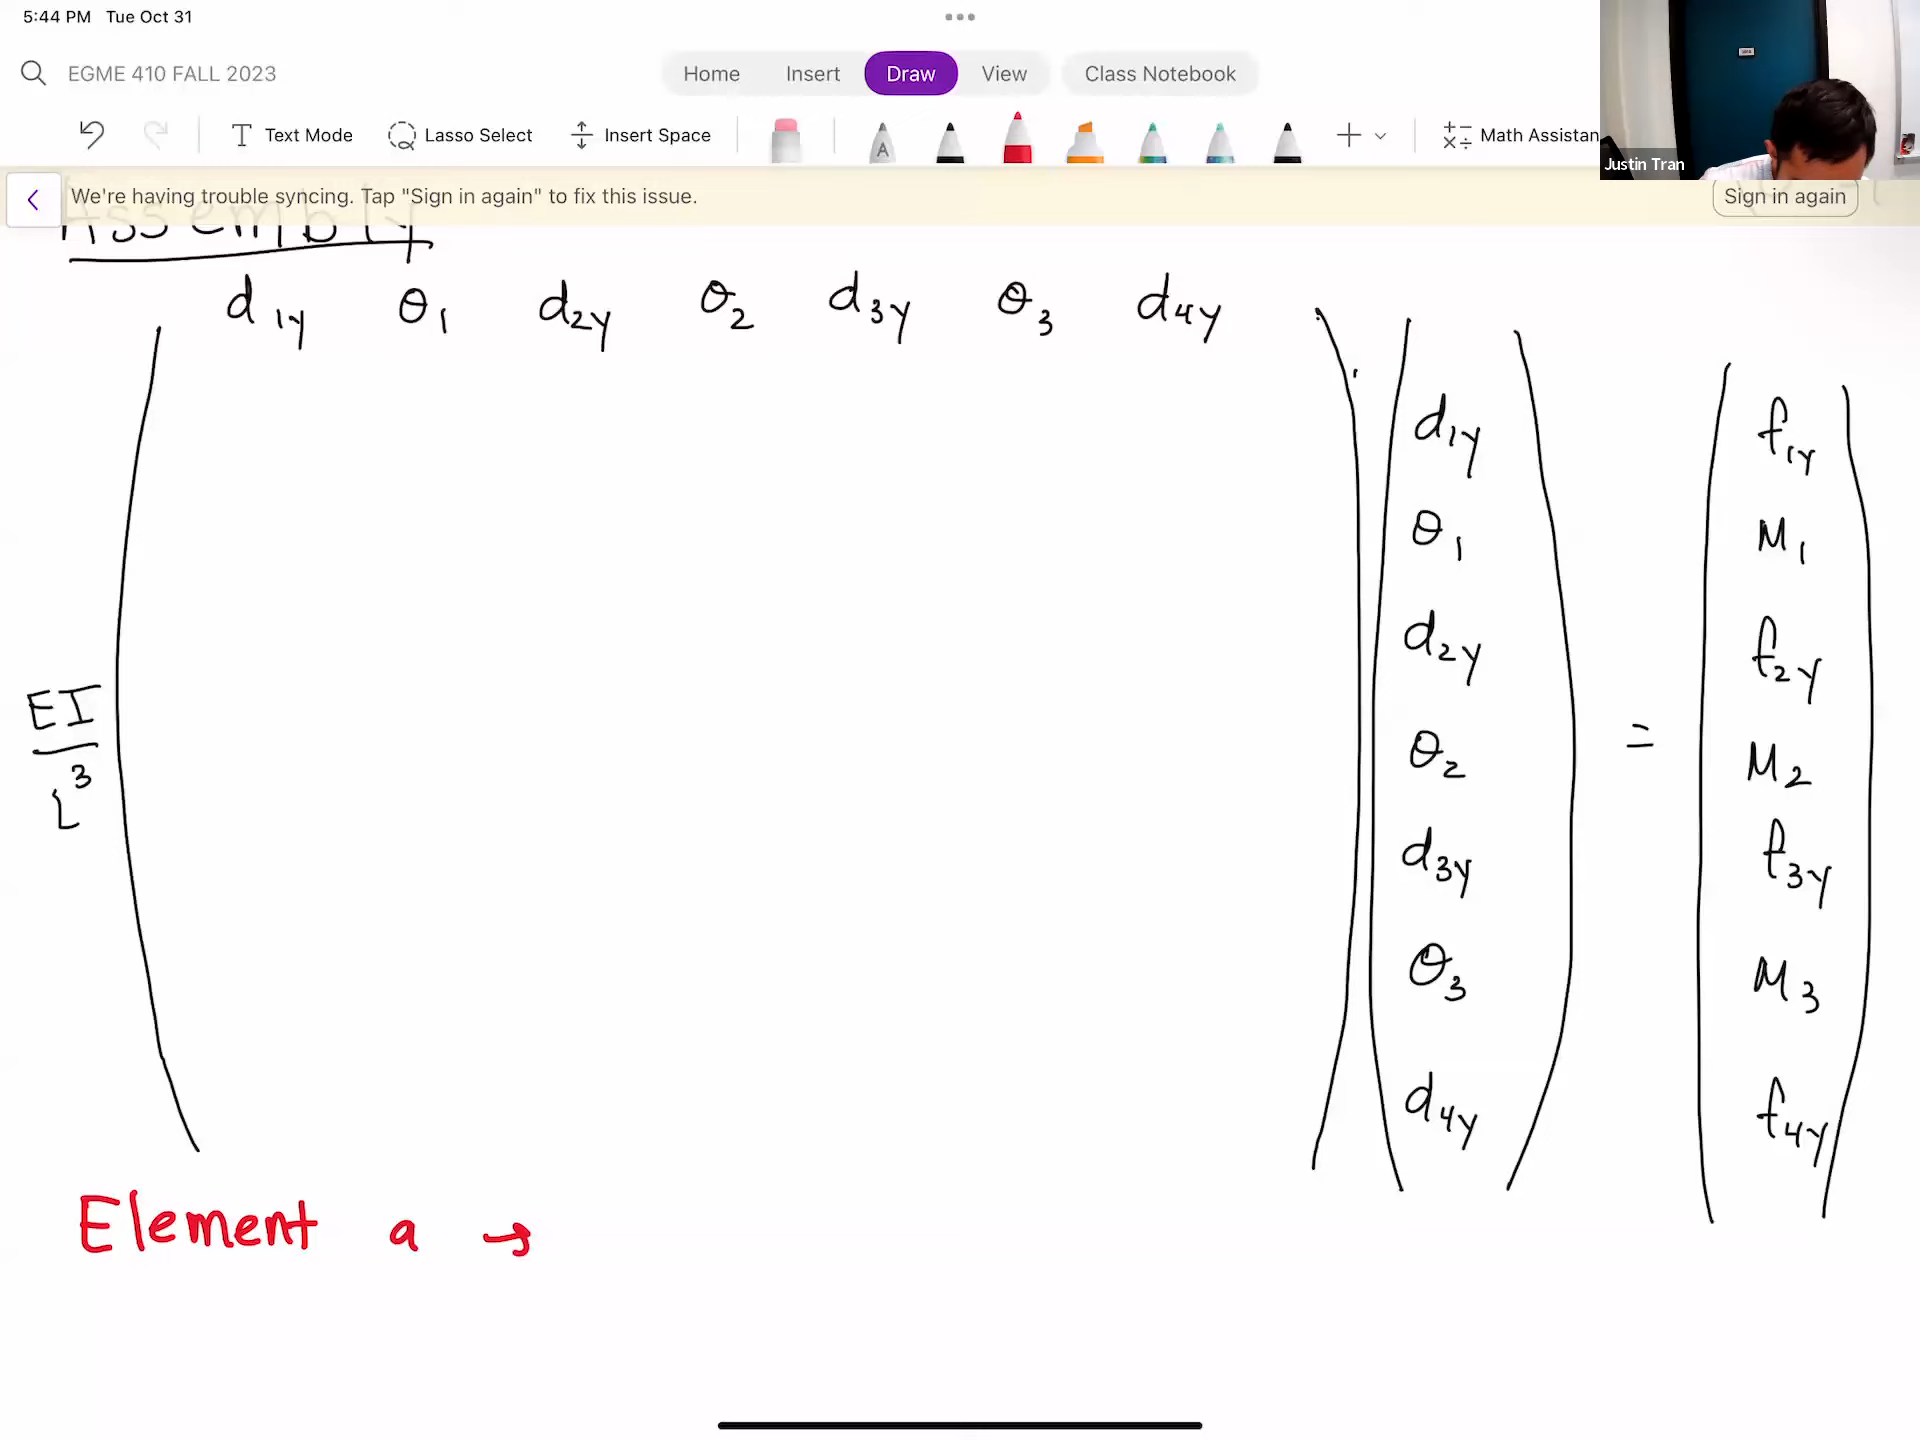 5:44 PM Tue Oct 31
EGME 410 FALL 2023
Home Insert Draw View Class Notebook
Text Mode Lasso Select Insert Space A Math Assistan
Justin Tran
We're having trouble syncing. Tap "Sign in again" to fix this issue. Sign in again
Assembly
d1y θ1 d2y θ2 d3y θ3 d4y
d1y f1y
θ1 M1
d2y f2y
EI/L³ θ2 = M2
d3y f3y
θ3 M3
d4y f4y
Element a →